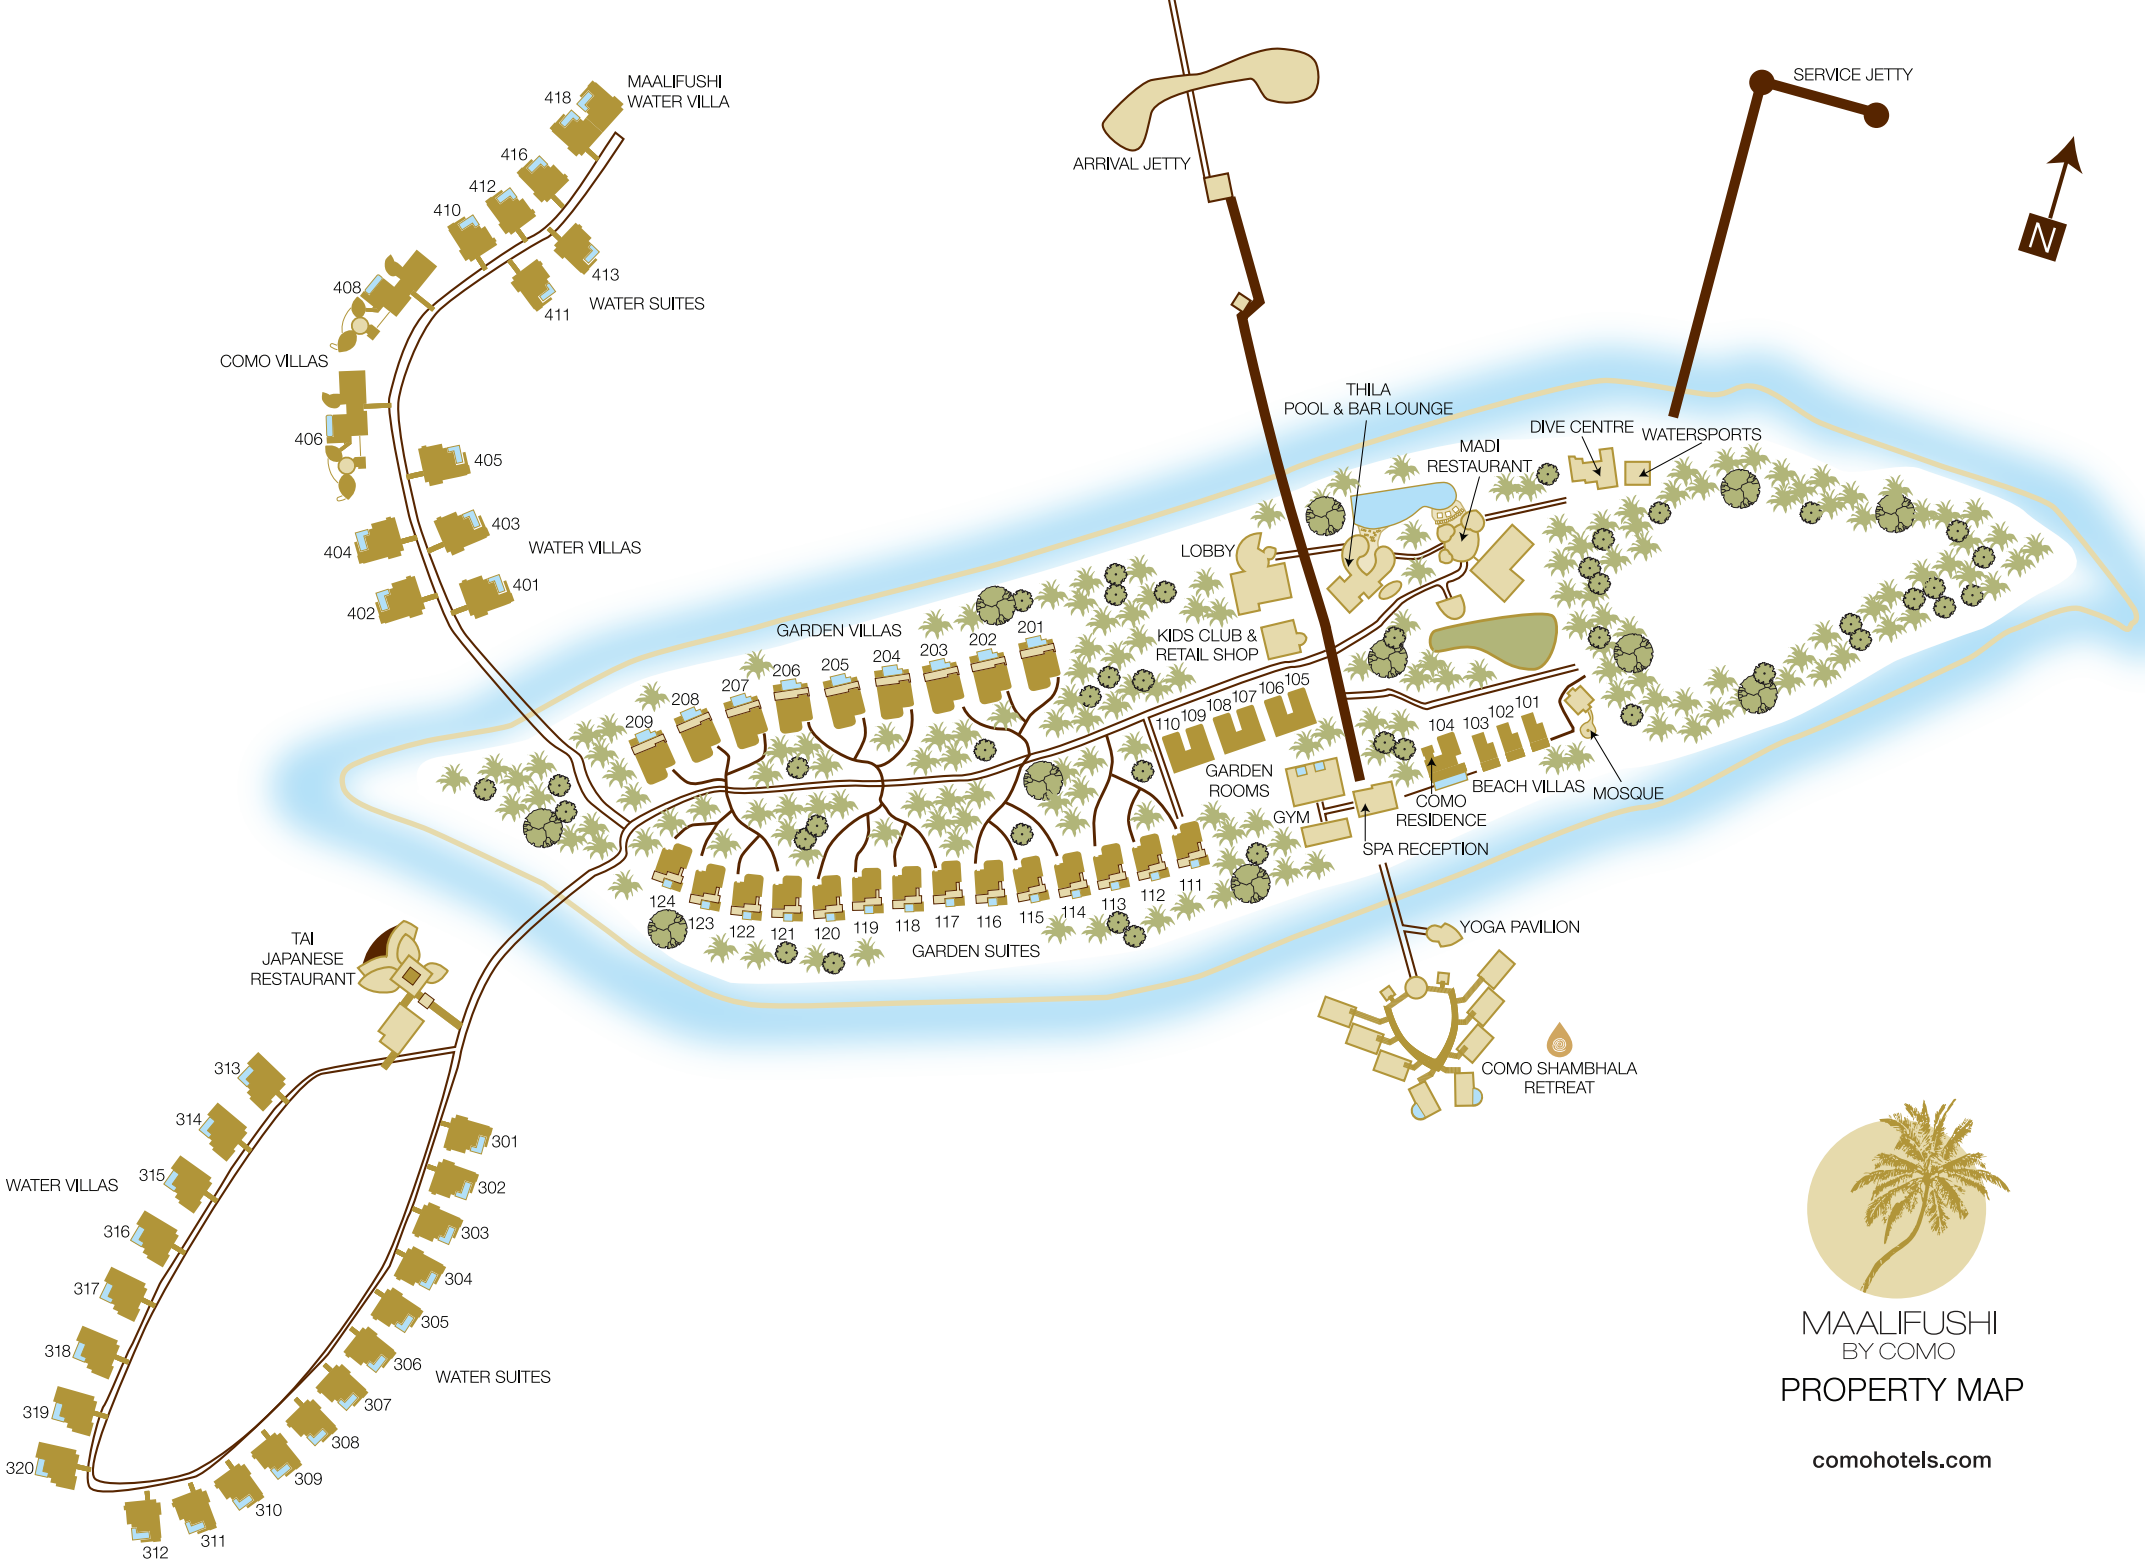 MAALIFUSHI
WATER VILLA
418
416
412
410
413
408
411
WATER SUITES
COMO VILLAS
406
405
403
404
WATER VILLAS
401
402
ARRIVAL JETTY
SERVICE JETTY
N
THILA
POOL & BAR LOUNGE
MADI
RESTAURANT
DIVE CENTRE
WATERSPORTS
LOBBY
KIDS CLUB &
RETAIL SHOP
GARDEN VILLAS
201
202
203
204
205
206
207
208
209
105
106
107
108
109
110
101
102
103
104
GARDEN
ROOMS
BEACH VILLAS
MOSQUE
COMO
RESIDENCE
GYM
SPA RECEPTION
124
123
122
121
120
119
118
117
116
115
114
113
112
111
GARDEN SUITES
YOGA PAVILION
TAI
JAPANESE
RESTAURANT
COMO SHAMBHALA
RETREAT
313
314
315
316
317
318
319
320
WATER VILLAS
301
302
303
304
305
306
307
308
309
310
311
312
WATER SUITES
MAALIFUSHI
BY COMO
PROPERTY MAP
comohotels.com